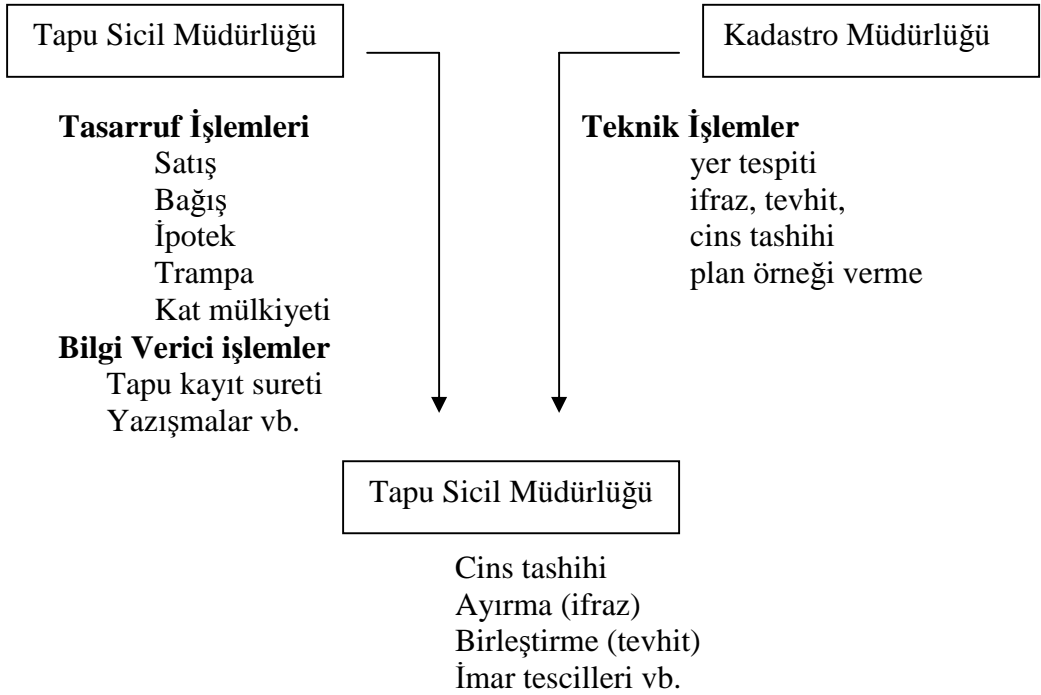 Tapu Sicil Müdürlüğü
Kadastro Müdürlüğü
Tasarruf İşlemleri
Satış
Bağış
İpotek
Trampa
Kat mülkiyeti
Bilgi Verici işlemler
Tapu kayıt sureti
Yazışmalar vb.
Teknik İşlemler
yer tespiti
ifraz, tevhit,
cins tashihi
plan örneği verme
Tapu Sicil Müdürlüğü
Cins tashihi
Ayırma (ifraz)
Birleştirme (tevhit)
İmar tescilleri vb.